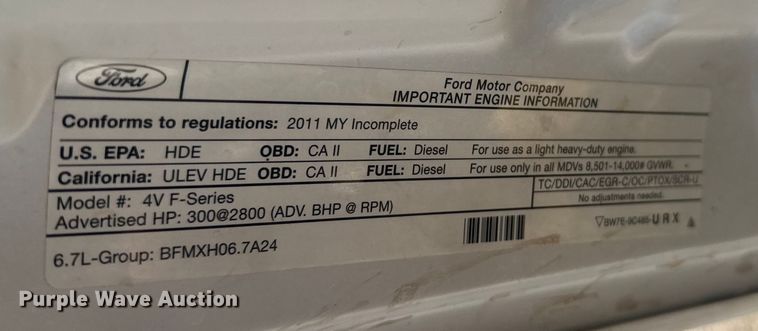 Ford
Ford Motor Company
IMPORTANT ENGINE INFORMATION
Conforms to regulations: 2011 MY Incomplete
U.S. EPA: HDE OBD: CA II FUEL: Diesel For use as a light heavy-duty engine.
California: ULEV HDE OBD: CA II FUEL: Diesel For use only in all MDVs 8,501-14,000# GVWR.
Model #: 4V F-Series TC/DDI/CAC/EGR-C/OC/PTOX/SCR-U
Advertised HP: 300@2800 (ADV. BHP @ RPM) No adjustments needed.
6.7L-Group: BFMXH06.7A24 BW7E-9C485-URX
Purple Wave Auction